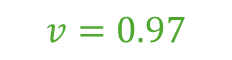 𝑣 = 0.97